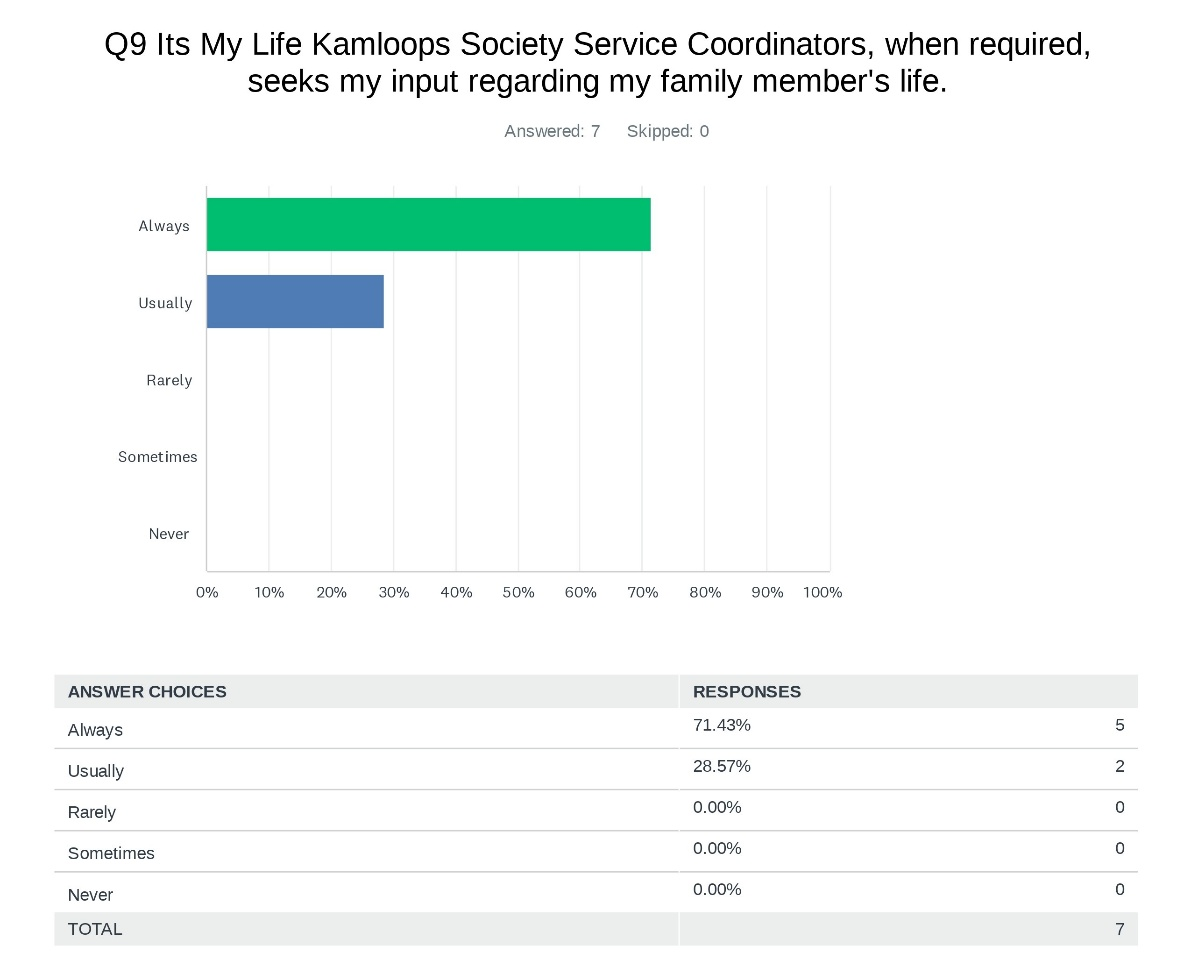 Q9 Its My Life Kamloops Society Service Coordinators, when required,
seeks my input regarding my family member's life.
Answered: 7 Skipped: 0
Always
Usually
Rarely
Sometimes
Never
0% 10% 20% 30% 40% 50% 60% 70% 80% 90% 100%
ANSWER CHOICES RESPONSES
Always 71.43% 5
Usually 28.57% 2
Rarely 0.00% 0
Sometimes 0.00% 0
Never 0.00% 0
TOTAL 7